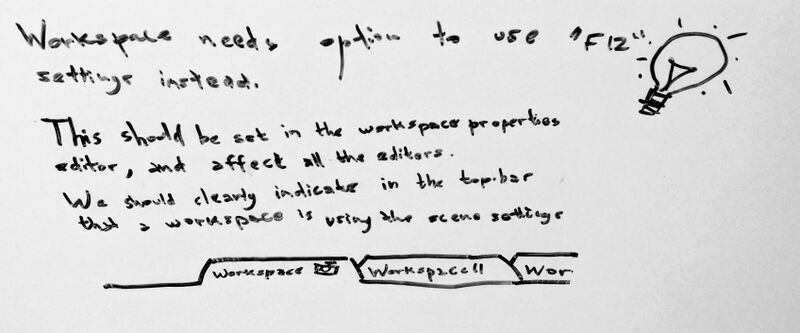 Workspace needs option to use "F12"
settings instead.
This should be set in the workspace properties
editor, and affect all the editors.
We should clearly indicate in the top-bar
that a workspace is using the scene settings
Workspace Workspace Wor